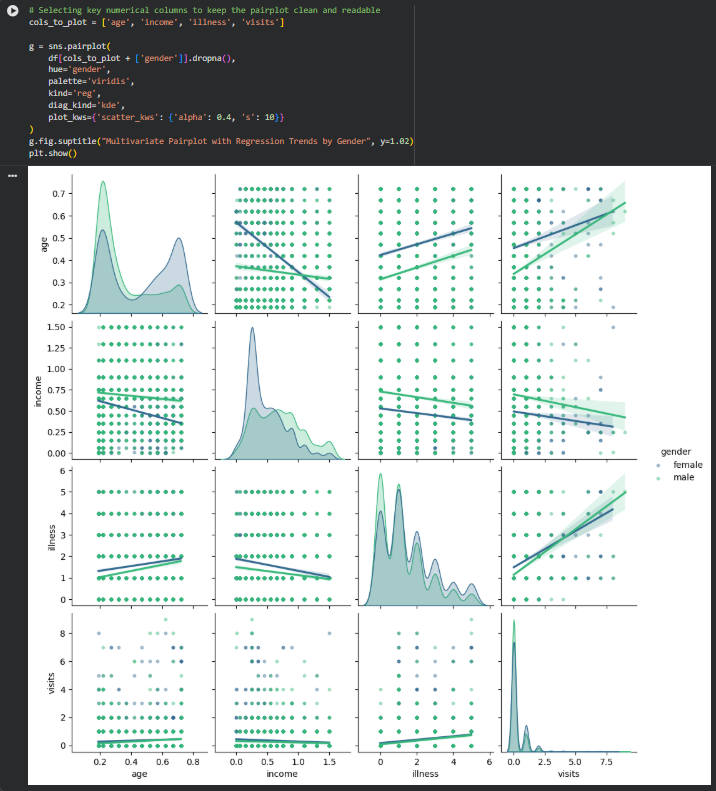 # Selecting key numerical columns to keep the pairplot clean and readable
cols_to_plot = ['age', 'income', 'illness', 'visits']
g = sns.pairplot(
df[cols_to_plot + ['gender']].dropna(),
hue='gender',
palette='viridis',
kind='reg',
diag_kind='kde',
plot_kws={'scatter_kws': {'alpha': 0.4, 's': 10}}
)
g.fig.suptitle("Multivariate Pairplot with Regression Trends by Gender", y=1.02)
plt.show()
0.7
0.6
0.5
0.4
0.3
0.2
age
1.50
1.25
1.00
0.75
0.50
0.25
0.00
income
gender
female
male
6
5
4
3
2
1
0
illness
8
6
4
2
0
visits
0.2 0.4 0.6 0.8 0.0 0.5 1.0 1.5 0 2 4 6 0.0 2.5 5.0 7.5
age income illness visits